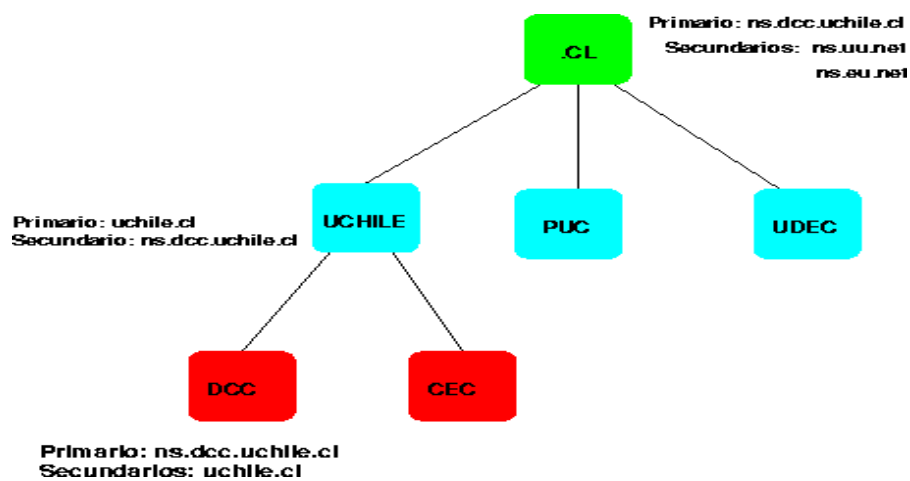 Primario: ns.dcc.uchile.cl
.CL
Secundarios: ns.uu.net
ns.eu.net
Primario: uchile.cl
UCHILE
PUC
UDEC
Secundario: ns.dcc.uchile.cl
DCC
CEC
Primario: ns.dcc.uchile.cl
Secundarios: uchile.cl